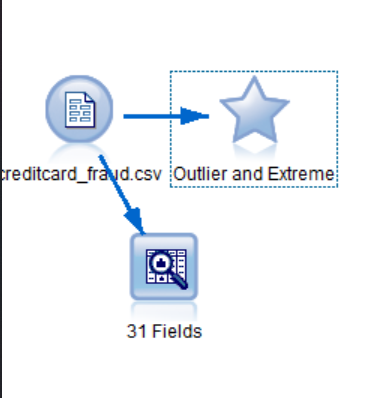 creditcard_fraud.csv
Outlier and Extreme
31 Fields